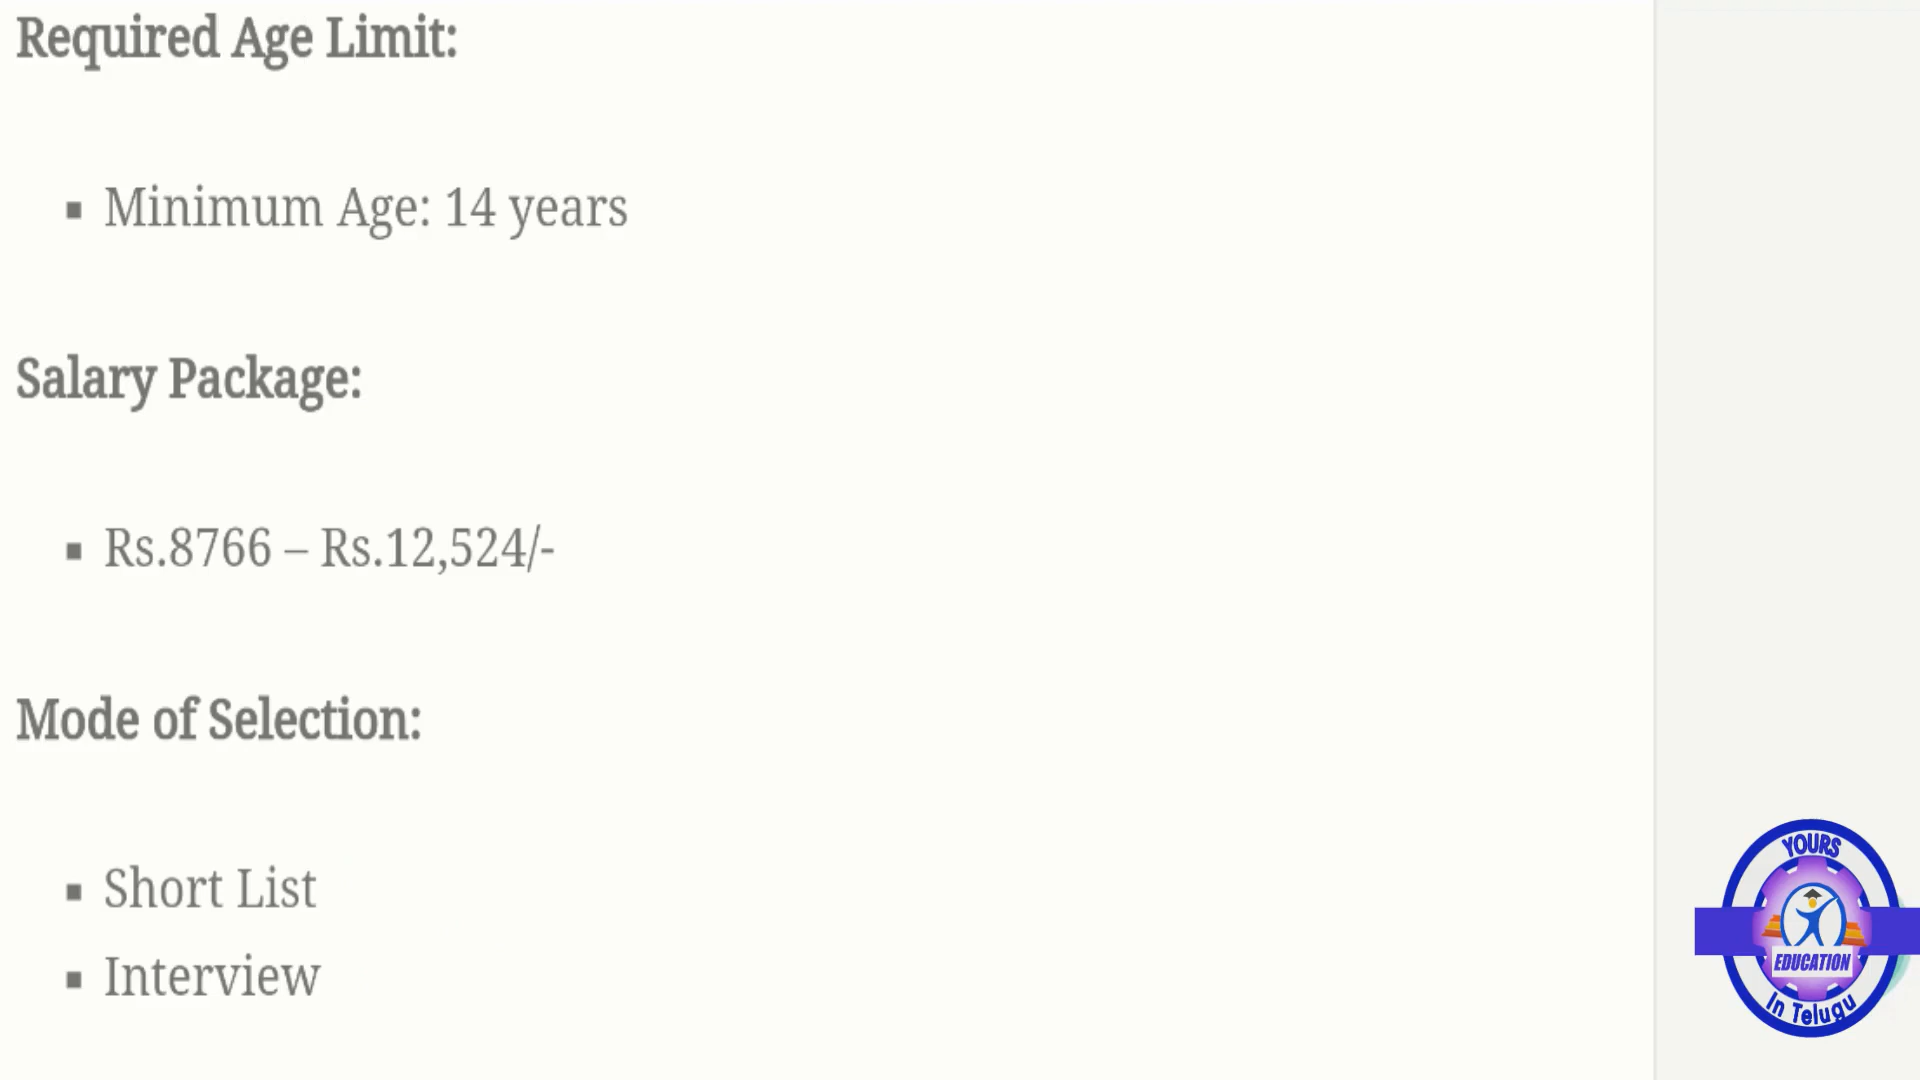 Required Age Limit:
▪ Minimum Age: 14 years
Salary Package:
▪ Rs.8766 – Rs.12,524/-
Mode of Selection:
▪ Short List
▪ Interview
YOURS
EDUCATION
In Telugu